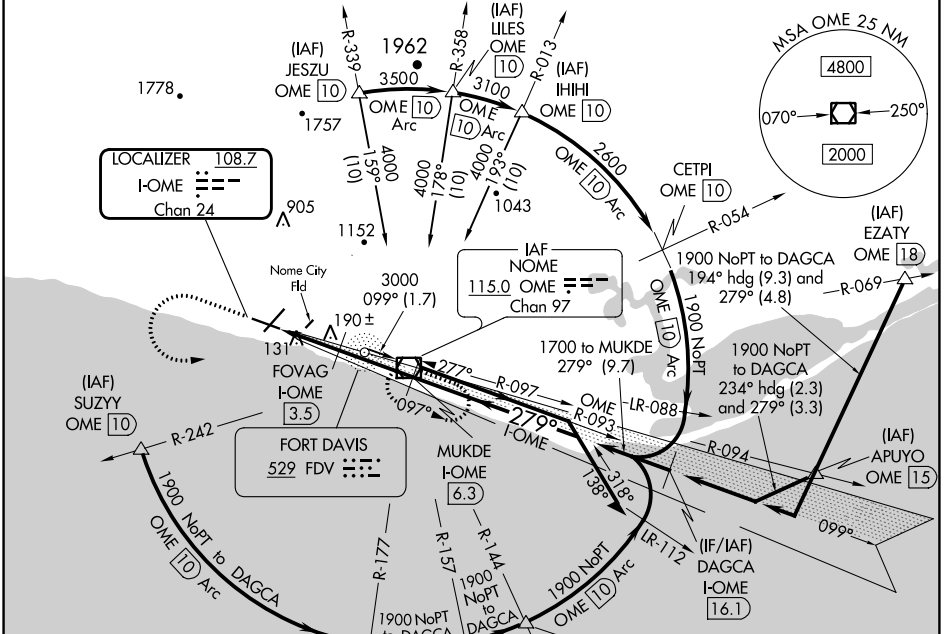 MSA OME 25 NM
4800
070°
250°
2000
(IAF)
JESZU
OME 10
R-339
1962
R-358
(IAF)
LILES
OME
10
R-013
(IAF)
IHIHI
OME 10
3500
OME 10
Arc
3100
OME
10 Arc
1778
1757
4000
159°
(10)
4000
178°
(10)
4000
193°
(10)
1043
2600
OME 10 Arc
CETPI
OME 10
R-054
LOCALIZER 108.7
I-OME
Chan 24
905
1152
Nome City
Fld
190 ±
131
3000
099° (1.7)
IAF
NOME
115.0 OME
Chan 97
(IAF)
EZATY
OME 18
R-069
1900 NoPT to DAGCA
194° hdg (9.3) and
279° (4.8)
1900 NoPT
OME 10 Arc
1700 to MUKDE
279° (9.7)
1900 NoPT
to DAGCA
234° hdg (2.3)
and 279° (3.3)
FOVAG
I-OME
3.5
277°
R-097
097°
279°
I-OME
OME
R-093
LR-088
R-094
(IAF)
APUYO
OME 15
099°
(IAF)
SUZYY
OME 10
R-242
FORT DAVIS
529 FDV
MUKDE
I-OME
6.3
318°
138°
LR-112
(IF/IAF)
DAGCA
I-OME
16.1
1900 NoPT to DAGCA
OME 10 Arc
R-177
R-157
R-144
1900 NoPT
to DAGCA
1900
NoPT
to
DAGCA
1900 NoPT
OME 10 Arc